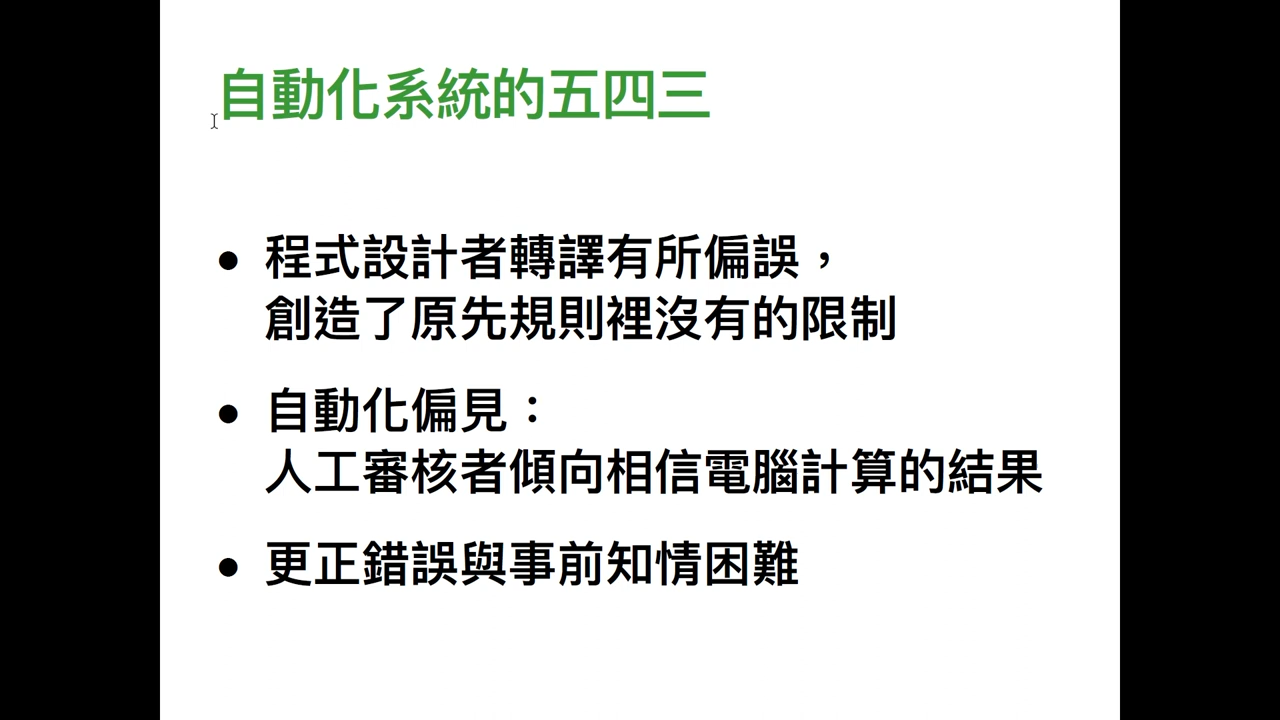 自動化系統的五四三
● 程式設計者轉譯有所偏誤，
創造了原先規則裡沒有的限制
● 自動化偏見：
人工審核者傾向相信電腦計算的結果
● 更正錯誤與事前知情困難